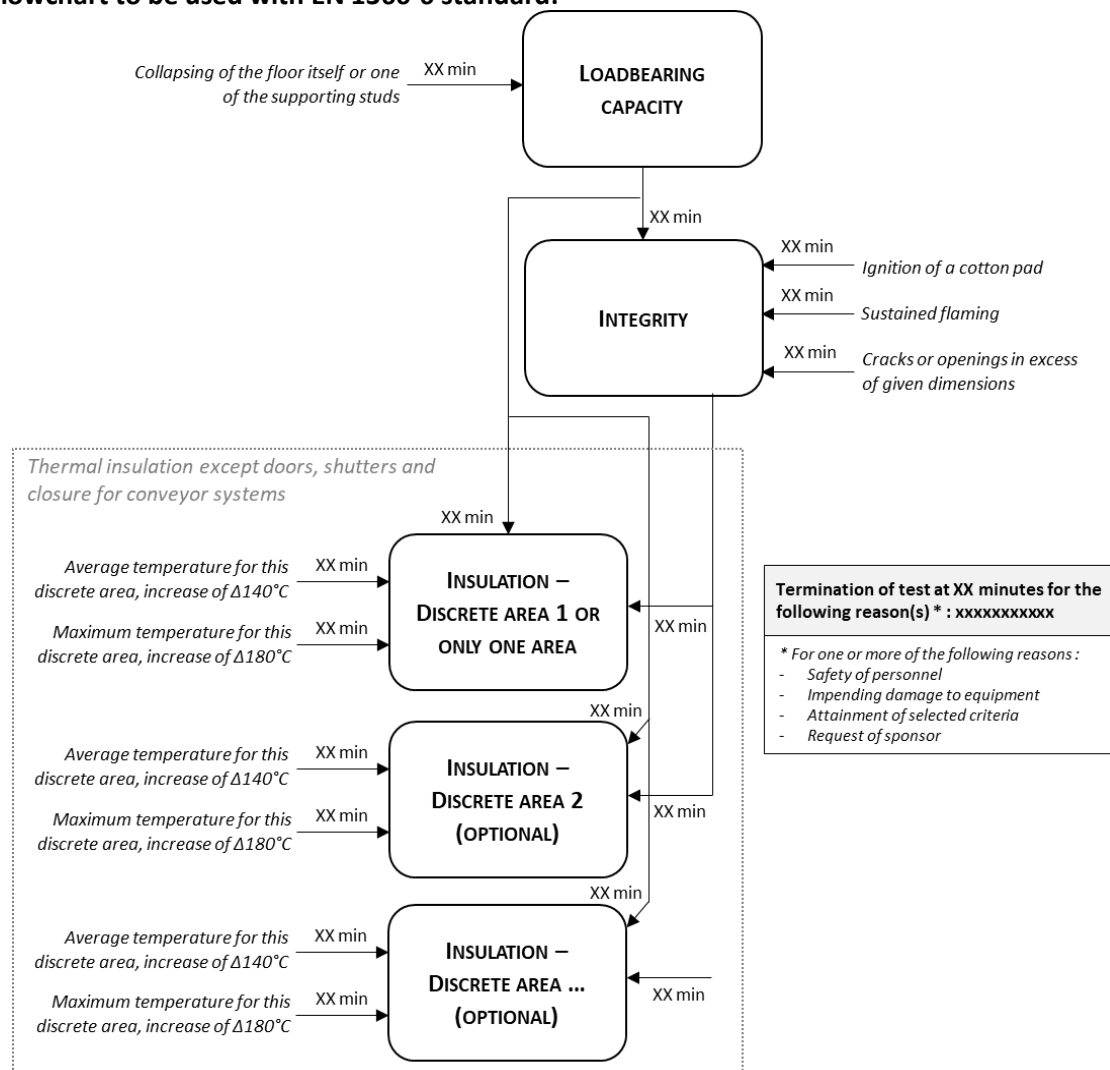 lowchart to be used with EN standard:
Collapsing of the floor itself or one
of the supporting studs
XX min
LOADBEARING
CAPACITY
XX min
INTEGRITY
XX min
Ignition of a cotton pad
XX min
Sustained flaming
XX min
Cracks or openings in excess
of given dimensions
Thermal insulation except doors, shutters and
closure for conveyor systems
XX min
Average temperature for this
discrete area, increase of Δ140°C
XX min
Maximum temperature for this
discrete area, increase of Δ180°C
XX min
INSULATION –
DISCRETE AREA 1 OR
ONLY ONE AREA
XX min
XX min
Average temperature for this
discrete area, increase of Δ140°C
XX min
Maximum temperature for this
discrete area, increase of Δ180°C
XX min
INSULATION –
DISCRETE AREA 2
(OPTIONAL)
XX min
XX min
Average temperature for this
discrete area, increase of Δ140°C
XX min
Maximum temperature for this
discrete area, increase of Δ180°C
XX min
INSULATION –
DISCRETE AREA ...
(OPTIONAL)
XX min
Termination of test at XX minutes for the
following reason(s) * : xxxxxxxxxxx
* For one or more of the following reasons :
- Safety of personnel
- Impending damage to equipment
- Attainment of selected criteria
- Request of sponsor